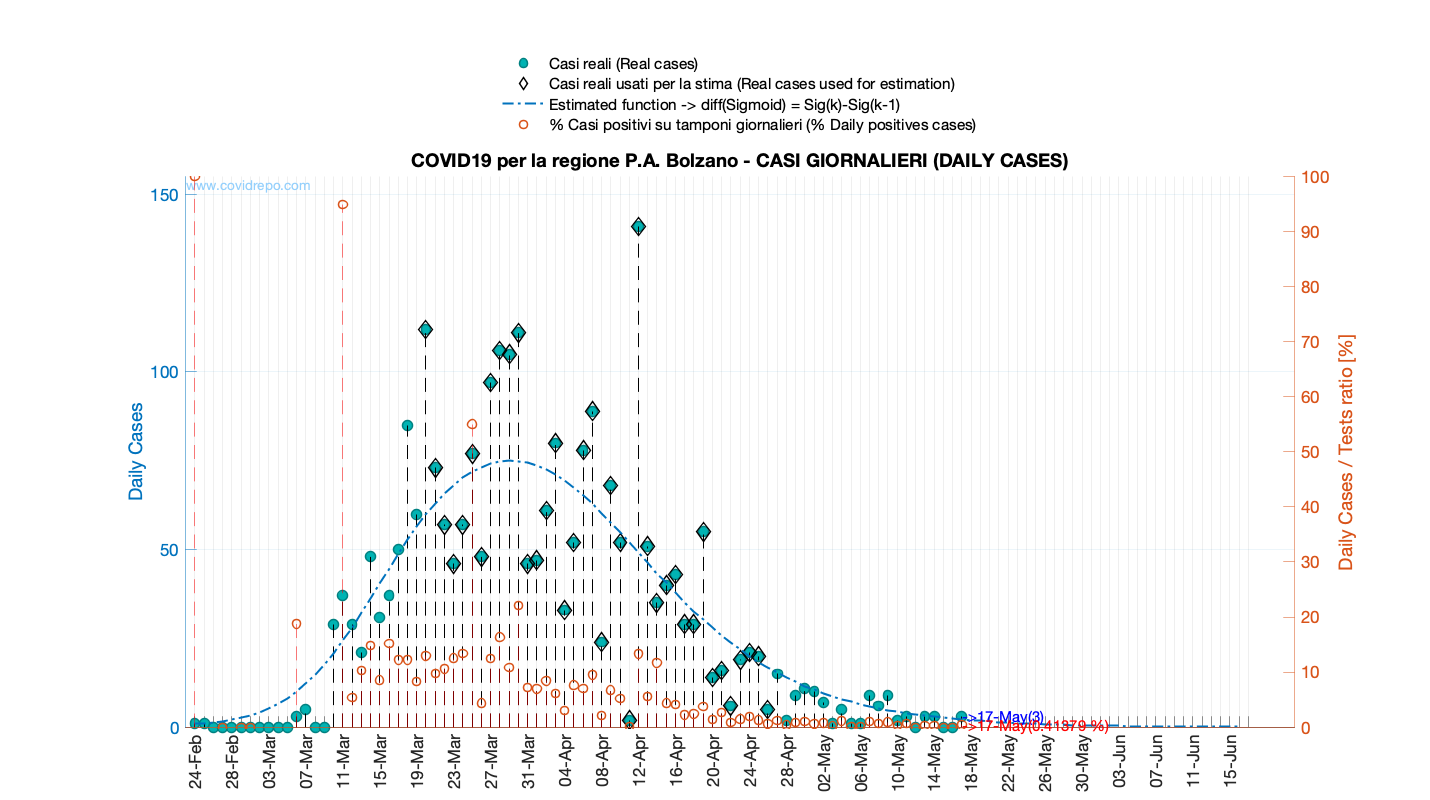 Casi reali (Real cases)
Casi reali usati per la stima (Real cases used for estimation)
Estimated function -> diff(Sigmoid) = Sig(k)-Sig(k-1)
% Casi positivi su tamponi giornalieri (% Daily positives cases)
COVID19 per la regione P.A. Bolzano - CASI GIORNALIERI (DAILY CASES)
www.covidrepo.com
150
100
50
0
Daily Cases
100
90
80
70
60
50
40
30
20
10
0
Daily Cases / Tests ratio [%]
>17-May(3)
>17-May(0.41379 %)
24-Feb
28-Feb
03-Mar
07-Mar
11-Mar
15-Mar
19-Mar
23-Mar
27-Mar
31-Mar
04-Apr
08-Apr
12-Apr
16-Apr
20-Apr
24-Apr
28-Apr
02-May
06-May
10-May
14-May
18-May
22-May
26-May
30-May
03-Jun
07-Jun
11-Jun
15-Jun